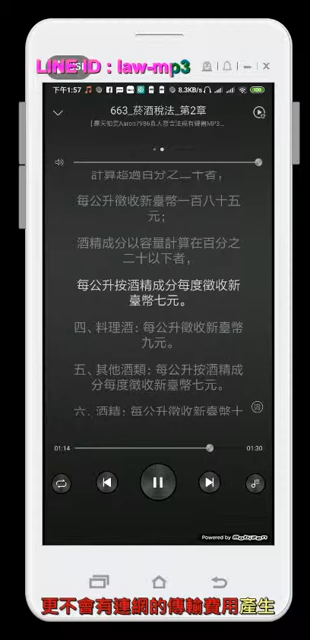 LINE ID : law-mp3
下午1:57
8.3KB/s
663_菸酒稅法_第2章
計算超過百分之二十者，
每公升徵收新臺幣一百八十五
元；
酒精成分以容量計算在百分之
二十以下者，
每公升按酒精成分每度徵收新
臺幣七元。
四、料理酒：每公升徵收新臺幣
九元。
五、其他酒類：每公升按酒精成
分每度徵收新臺幣七元。
六、酒精：每公升徵收新臺幣十
01:14
01:30
Powered by
更不會有連網的傳輸費用產生